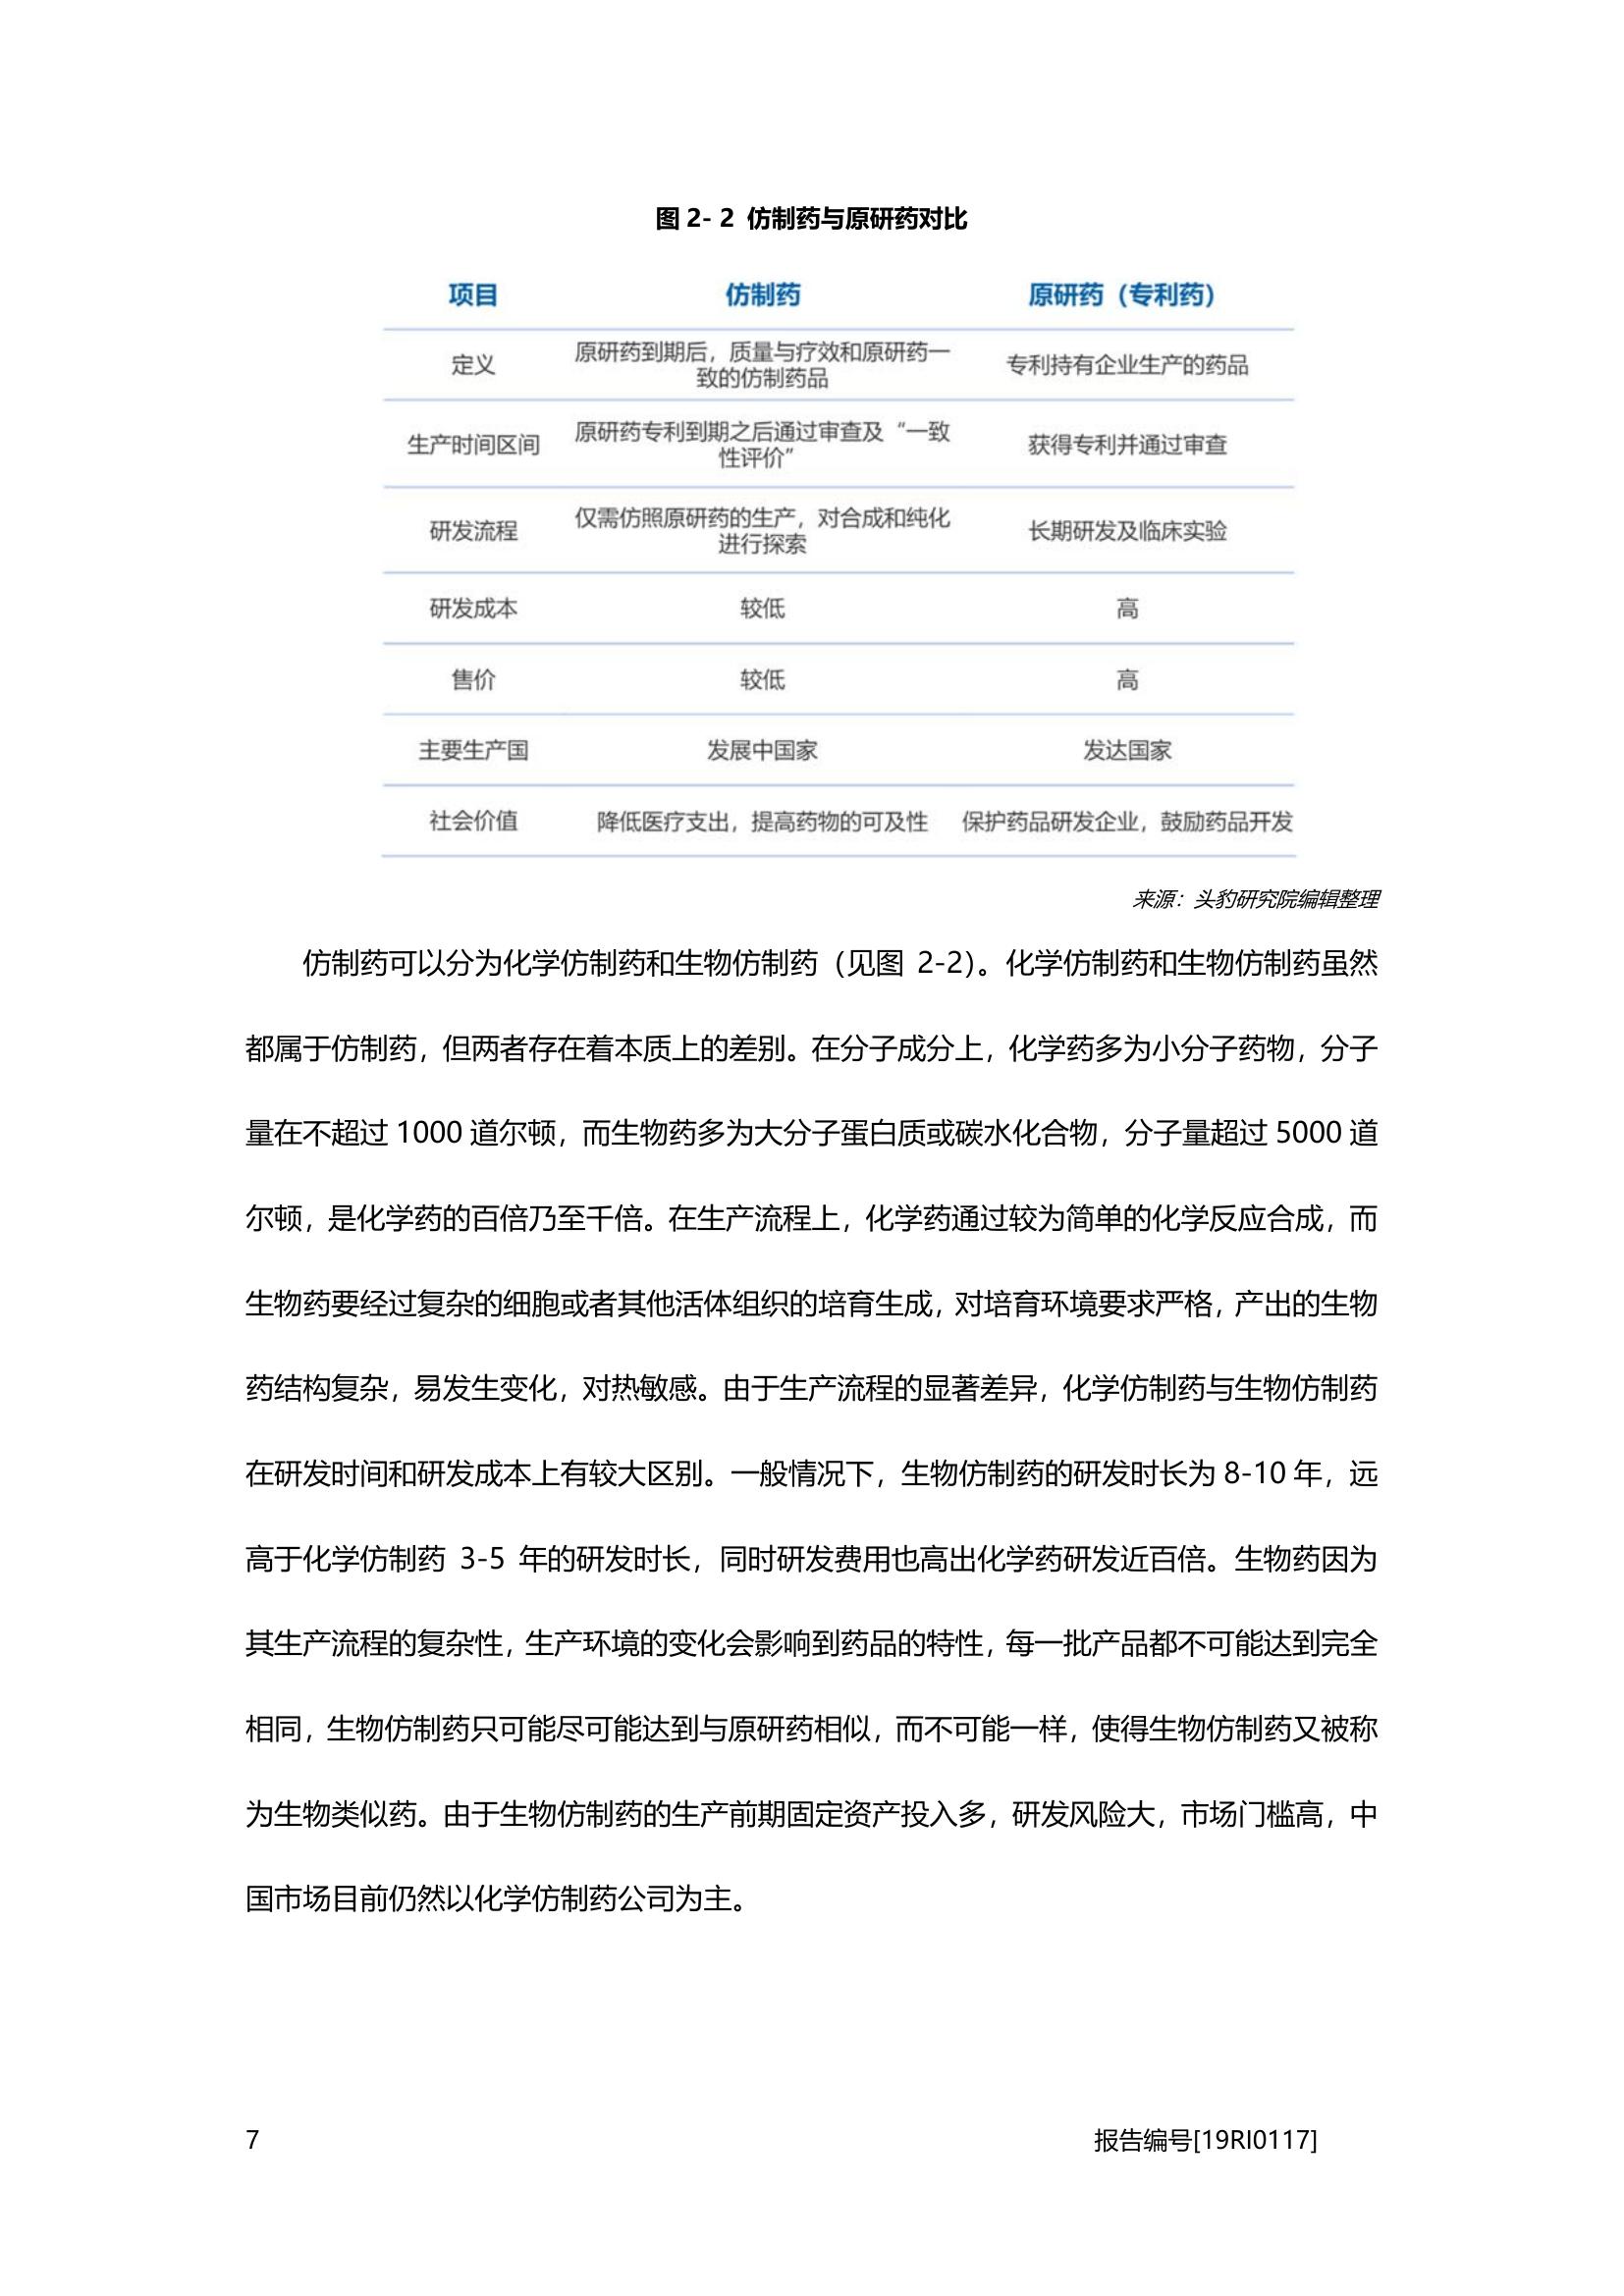 图 2- 2 仿制药与原研药对比
项目 仿制药 原研药（专利药）
定义 原研药到期后，质量与疗效和原研药一致的仿制药品 专利持有企业生产的药品
生产时间区间 原研药专利到期之后通过审查及“一致性评价” 获得专利并通过审查
研发流程 仅需仿照原研药的生产，对合成和纯化进行探索 长期研发及临床实验
研发成本 较低 高
售价 较低 高
主要生产国 发展中国家 发达国家
社会价值 降低医疗支出，提高药物的可及性 保护药品研发企业，鼓励药品开发
来源：头豹研究院编辑整理
仿制药可以分为化学仿制药和生物仿制药（见图 2-2）。化学仿制药和生物仿制药虽然
都属于仿制药，但两者存在着本质上的差别。在分子成分上，化学药多为小分子药物，分子
量在不超过 1000 道尔顿，而生物药多为大分子蛋白质或碳水化合物，分子量超过 5000 道
尔顿，是化学药的百倍乃至千倍。在生产流程上，化学药通过较为简单的化学反应合成，而
生物药要经过复杂的细胞或者其他活体组织的培育生成，对培育环境要求严格，产出的生物
药结构复杂，易发生变化，对热敏感。由于生产流程的显著差异，化学仿制药与生物仿制药
在研发时间和研发成本上有较大区别。一般情况下，生物仿制药的研发时长为 8-10 年，远
高于化学仿制药 3-5 年的研发时长，同时研发费用也高出化学药研发近百倍。生物药因为
其生产流程的复杂性，生产环境的变化会影响到药品的特性，每一批产品都不可能达到完全
相同，生物仿制药只可能尽可能达到与原研药相似，而不可能一样，使得生物仿制药又被称
为生物类似药。由于生物仿制药的生产前期固定资产投入多，研发风险大，市场门槛高，中
国市场目前仍然以化学仿制药公司为主。
7 报告编号[19RI0117]